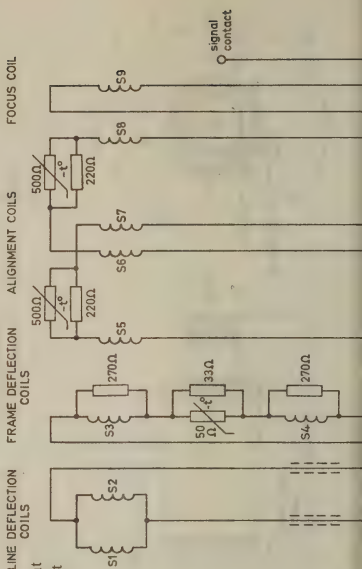 LINE DEFLECTION
COILS
FRAME DEFLECTION
COILS
ALIGNMENT COILS
FOCUS COIL
signal
contact
500Ω
-t°
220Ω
500Ω
-t°
220Ω
S1
S2
270Ω
S3
33Ω
-t°
50
Ω
270Ω
S4
S5
S6
S7
S8
S9